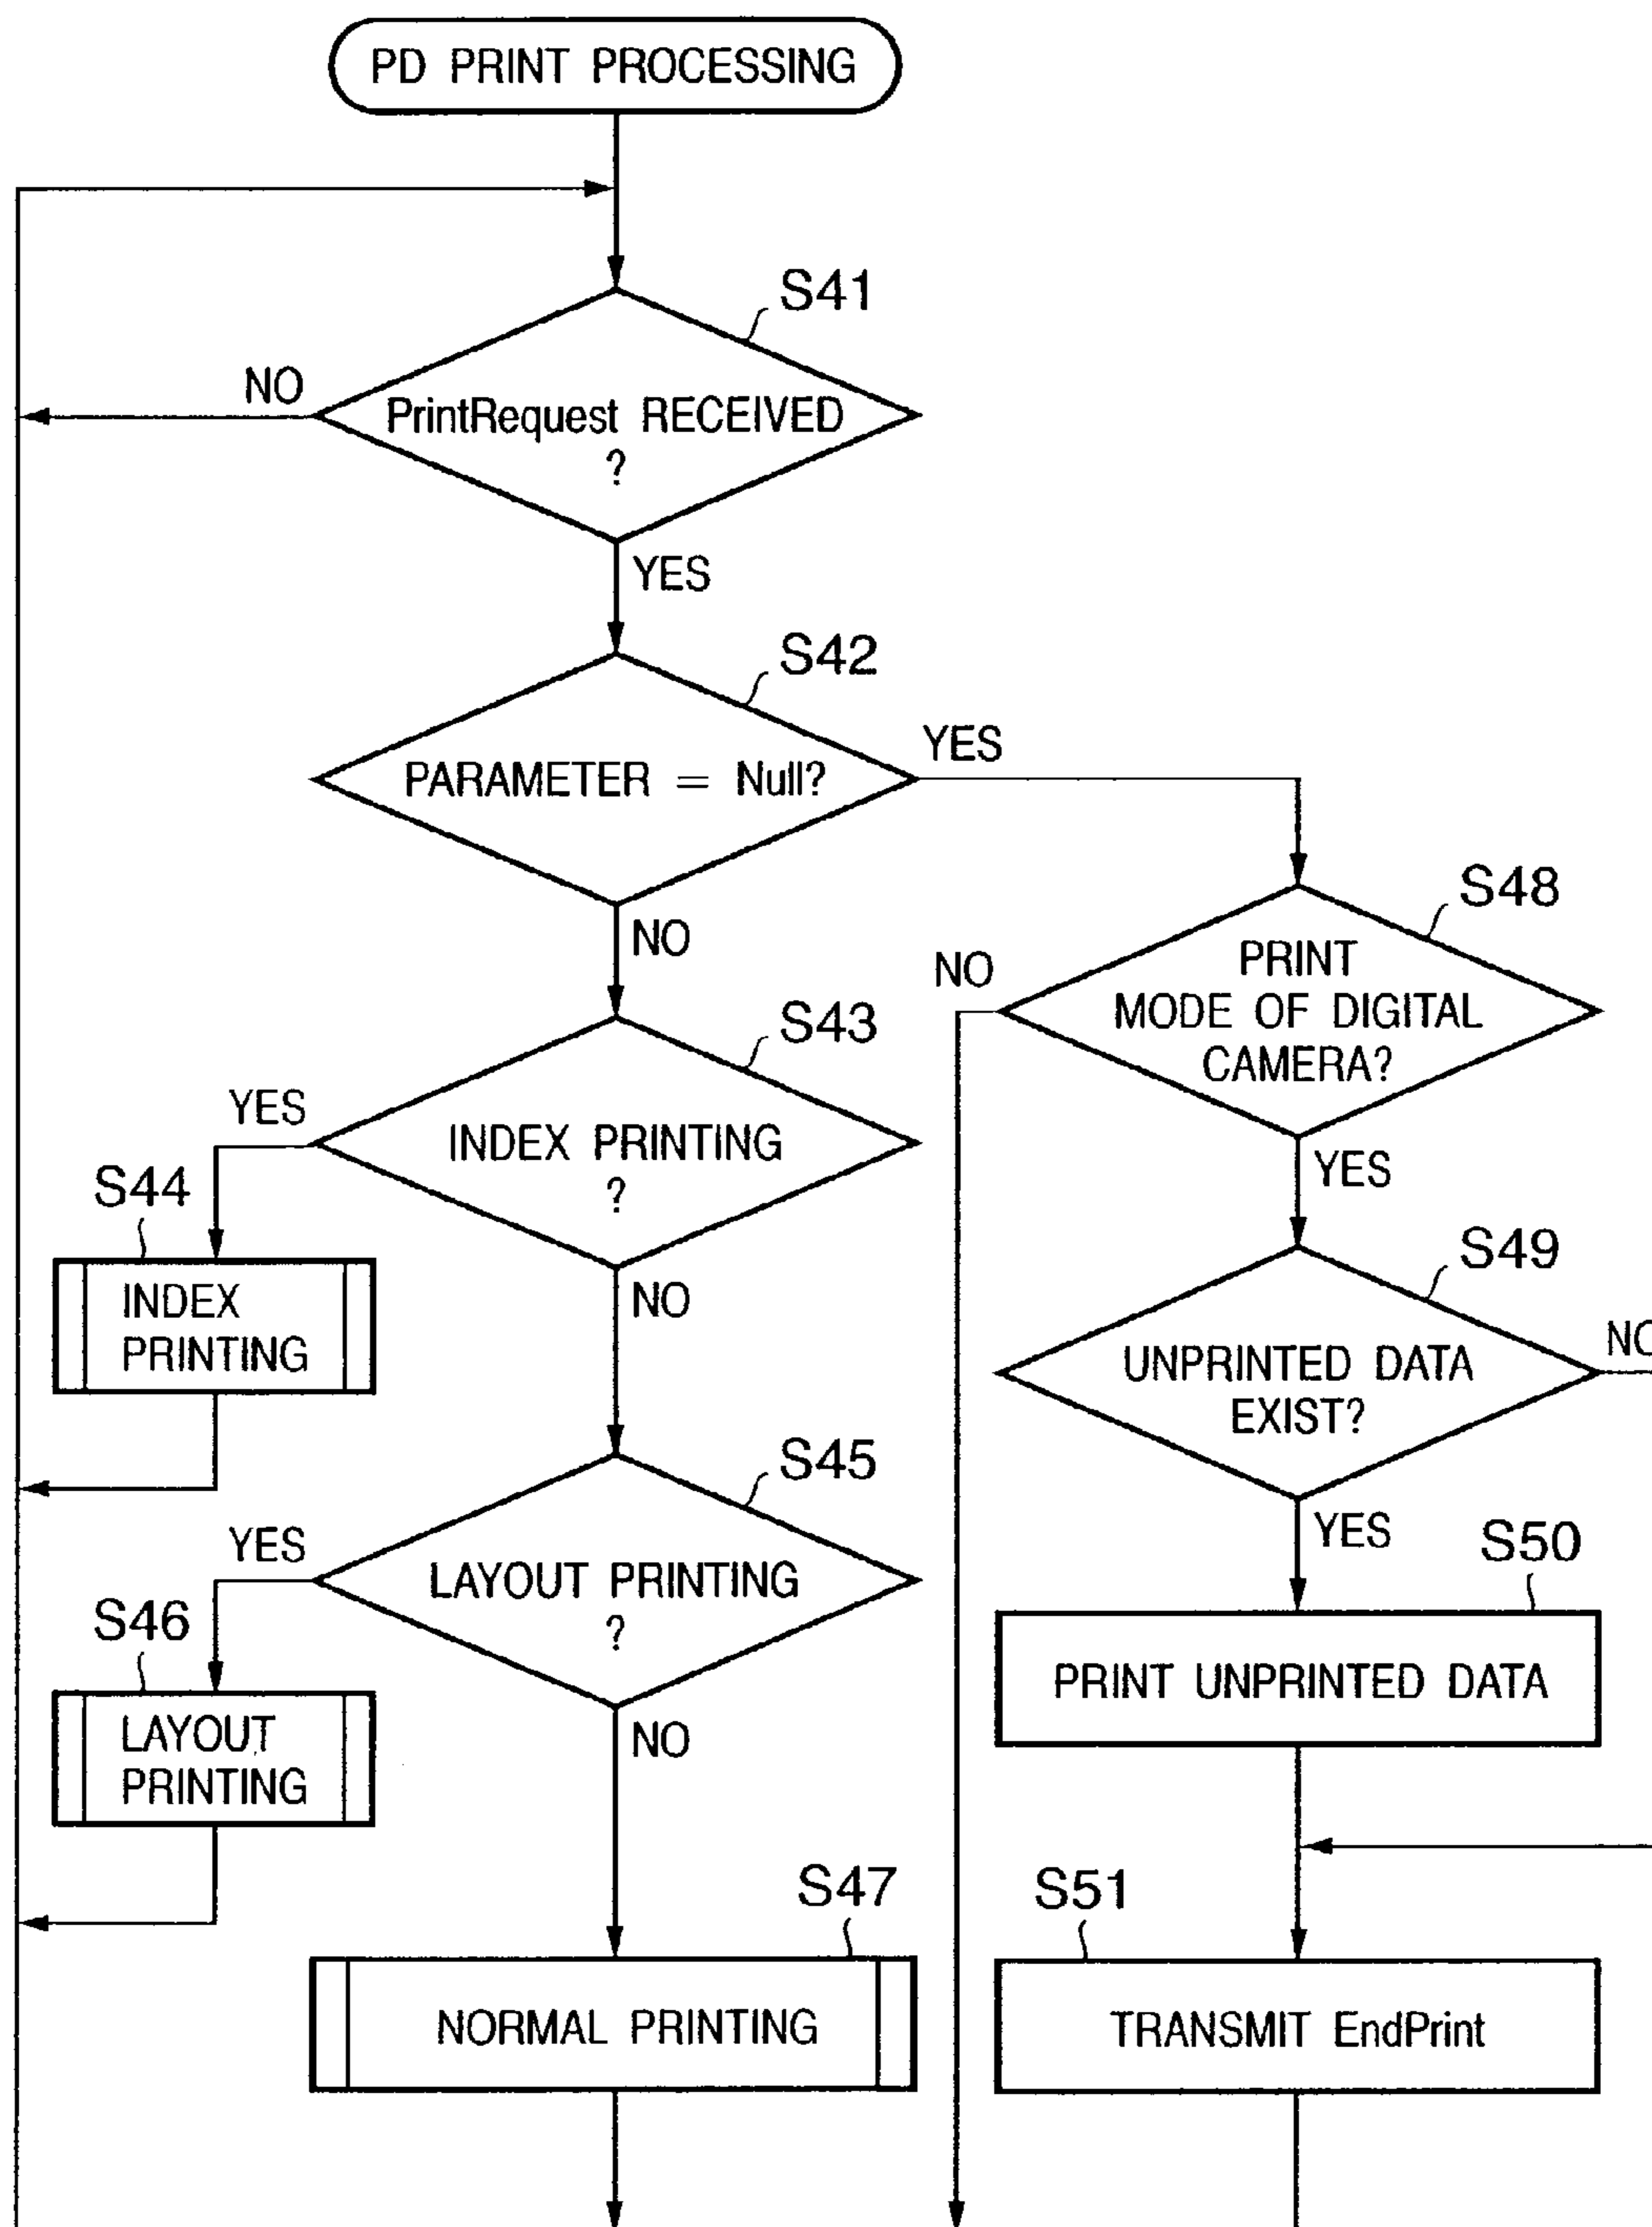 PD PRINT PROCESSING
S41
NO
PrintRequest RECEIVED
?
YES
S42
PARAMETER = Null?
YES
NO
S48
PRINT
MODE OF DIGITAL
CAMERA?
NO
YES
S43
INDEX PRINTING
?
YES
NO
S44
INDEX
PRINTING
S49
UNPRINTED DATA
EXIST?
NO
YES
S45
LAYOUT PRINTING
?
YES
NO
S46
LAYOUT
PRINTING
S50
PRINT UNPRINTED DATA
S47
NORMAL PRINTING
S51
TRANSMIT EndPrint